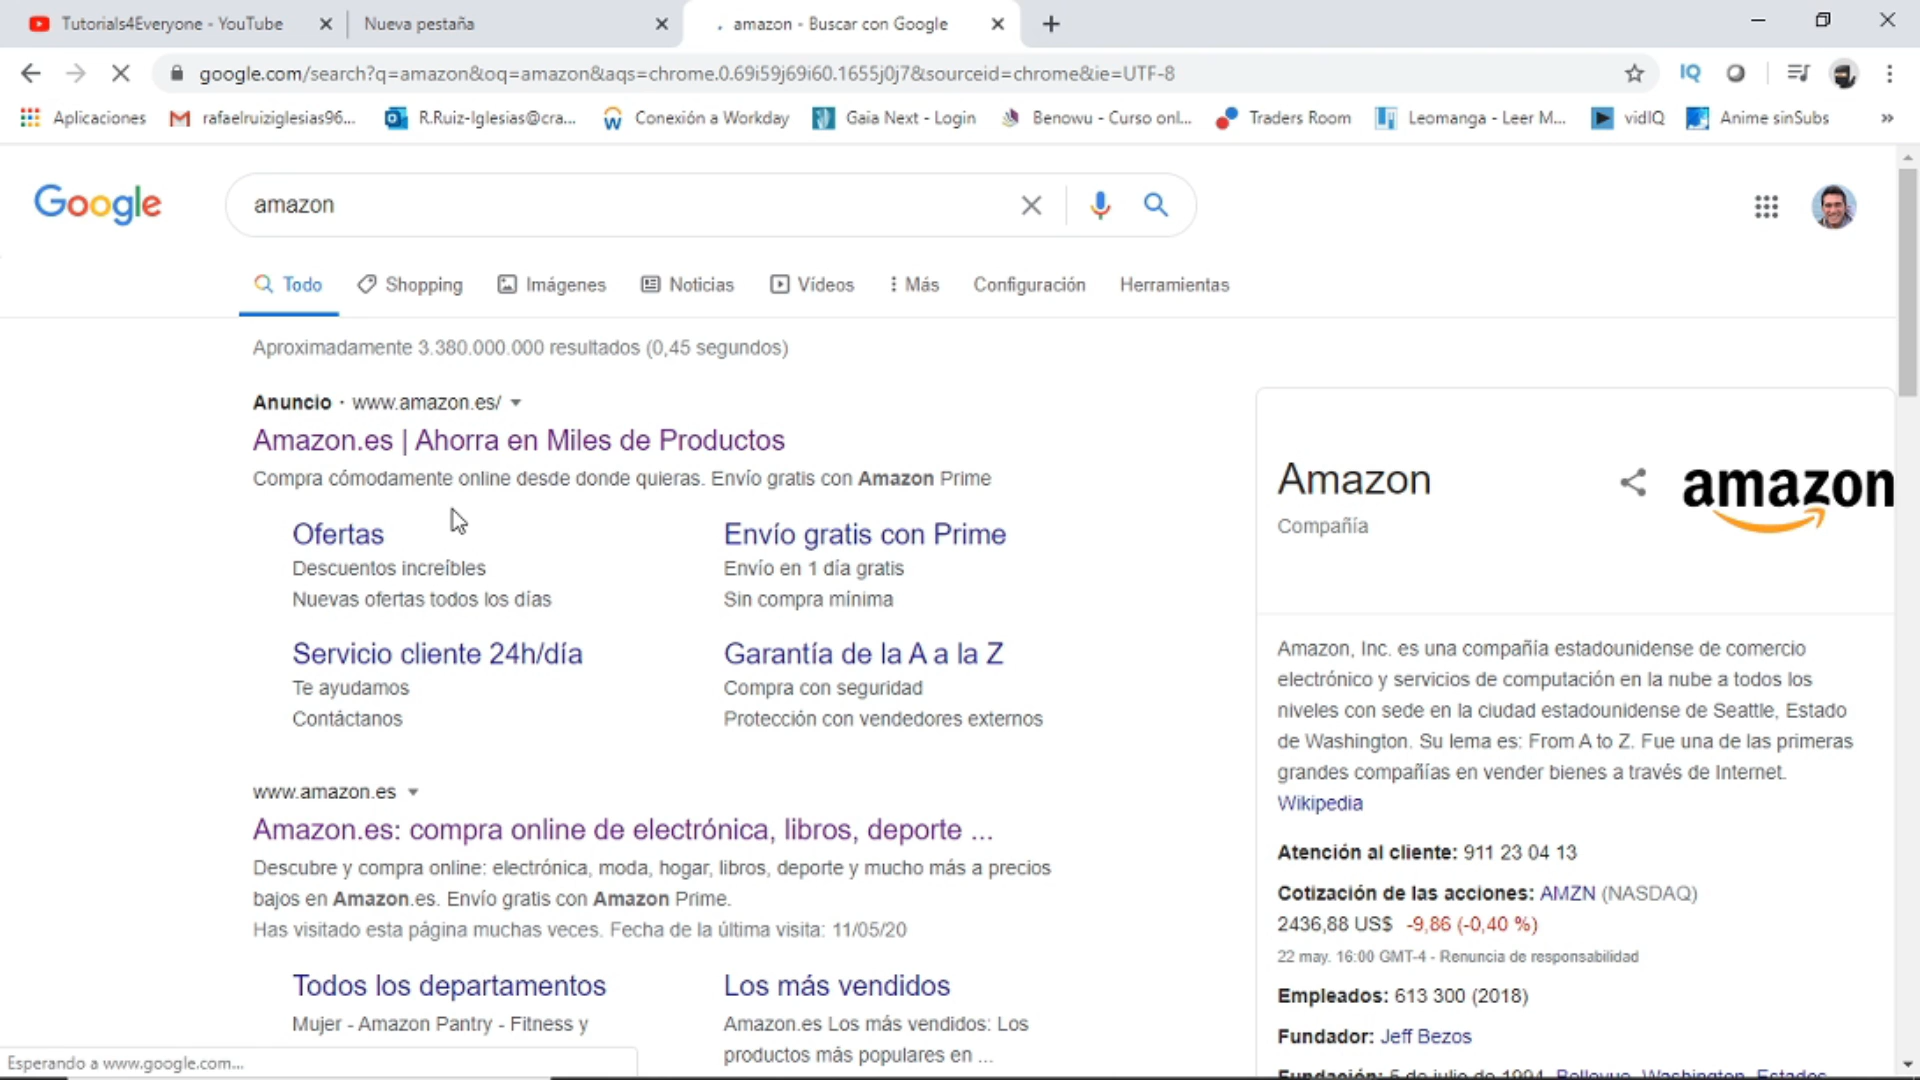 Tutorials4Everyone - YouTube
Nueva pestaña
amazon - Buscar con Google
google.com/search?q=amazon&oq=amazon&aqs=chrome.0.69i59j69i60.1655j0j7&sourceid=chrome&ie=UTF-8
IQ
Aplicaciones
rafaelruiziglesias96...
R.Ruiz-Iglesias@cra...
Conexión a Workday
Gaia Next - Login
Benowu - Curso onl...
Traders Room
Leomanga - Leer M...
vidIQ
Anime sinSubs
»
Google
amazon
Todo
Shopping
Imágenes
Noticias
Vídeos
Más
Configuración
Herramientas
Aproximadamente 3.380.000.000 resultados (0,45 segundos)
Anuncio · www.amazon.es/
Amazon.es | Ahorra en Miles de Productos
Compra cómodamente online desde donde quieras. Envío gratis con Amazon Prime
Ofertas
Descuentos increíbles
Nuevas ofertas todos los días
Envío gratis con Prime
Envío en 1 día gratis
Sin compra mínima
Servicio cliente 24h/día
Te ayudamos
Contáctanos
Garantía de la A a la Z
Compra con seguridad
Protección con vendedores externos
www.amazon.es
Amazon.es: compra online de electrónica, libros, deporte ...
Descubre y compra online: electrónica, moda, hogar, libros, deporte y mucho más a precios
bajos en Amazon.es. Envío gratis con Amazon Prime.
Has visitado esta página muchas veces. Fecha de la última visita: 11/05/20
Todos los departamentos
Mujer - Amazon Pantry - Fitness y
Los más vendidos
Amazon.es Los más vendidos: Los
productos más populares en ...
Amazon
Compañía
amazon
Amazon, Inc. es una compañía estadounidense de comercio
electrónico y servicios de computación en la nube a todos los
niveles con sede en la ciudad estadounidense de Seattle, Estado
de Washington. Su lema es: From A to Z. Fue una de las primeras
grandes compañías en vender bienes a través de Internet.
Wikipedia
Atención al cliente: 911 23 04 13
Cotización de las acciones: AMZN (NASDAQ)
2436,88 US$ -9,86 (-0,40 %)
22 may. 16:00 GMT-4 - Renuncia de responsabilidad
Empleados: 613 300 (2018)
Fundador: Jeff Bezos
Fundación: 5 de julio de 1994, Bellevue, Washington, Estados
Esperando a www.google.com...